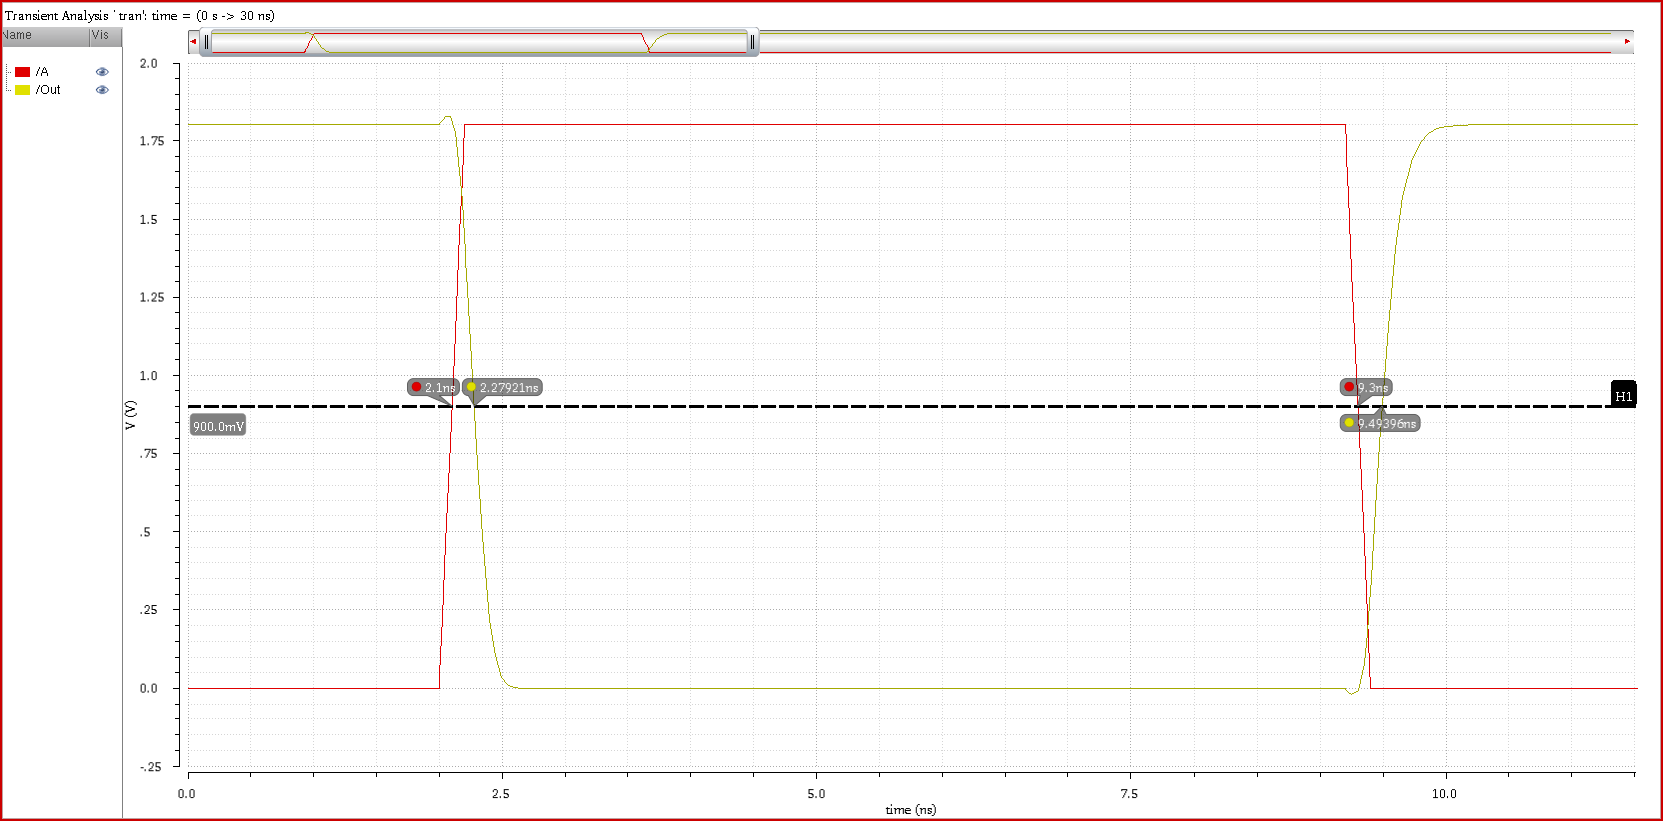 Transient Analysis `tran': time = (0 s -> 30 ns)
Name Vis
/A
/Out
2.0
1.75
1.5
1.25
1.0
.75
.5
.25
0.0
-.25
V (V)
2.1ns
2.27921ns
9.3ns
9.49396ns
900.0mV
H1
0.0 2.5 5.0 7.5 10.0
time (ns)